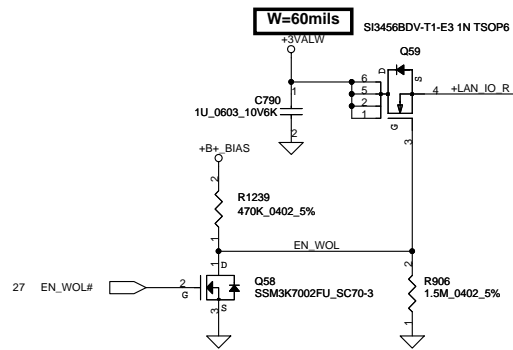 W=60mils
SI3456BDV-T1-E3 1N TSOP6
+3VALW
Q59
D
S
1
6
5
2
1
4
+LAN_IO_R
C790
1U_0603_10V6K
G
3
2
+B+_BIAS
2
R1239
470K_0402_5%
1
EN_WOL
1
D
2
27
EN_WOL#
2
G
Q58
SSM3K7002FU_SC70-3
R906
1.5M_0402_5%
S
3
1